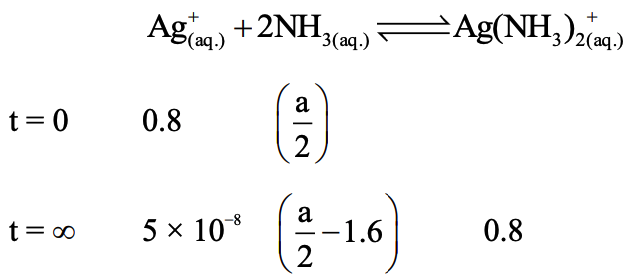 Ag⁺(aq.) + 2NH₃(aq.) ⇌ Ag(NH₃)₂⁺(aq.)
t = 0 0.8 (a/2)
t = ∞ 5 × 10⁻⁸ (a/2 − 1.6) 0.8